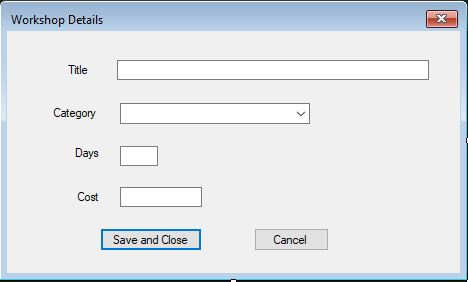 Workshop Details
Title
Category
Days
Cost
Save and Close
Cancel